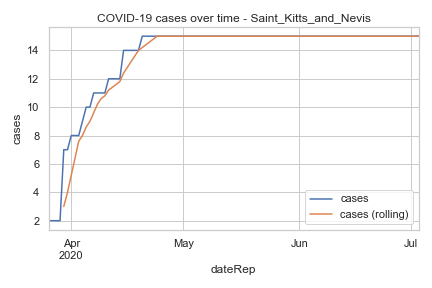 COVID-19 cases over time - Saint_Kitts_and_Nevis
cases
14
12
10
8
6
4
2
Apr
2020
May
Jun
Jul
dateRep
cases
cases (rolling)